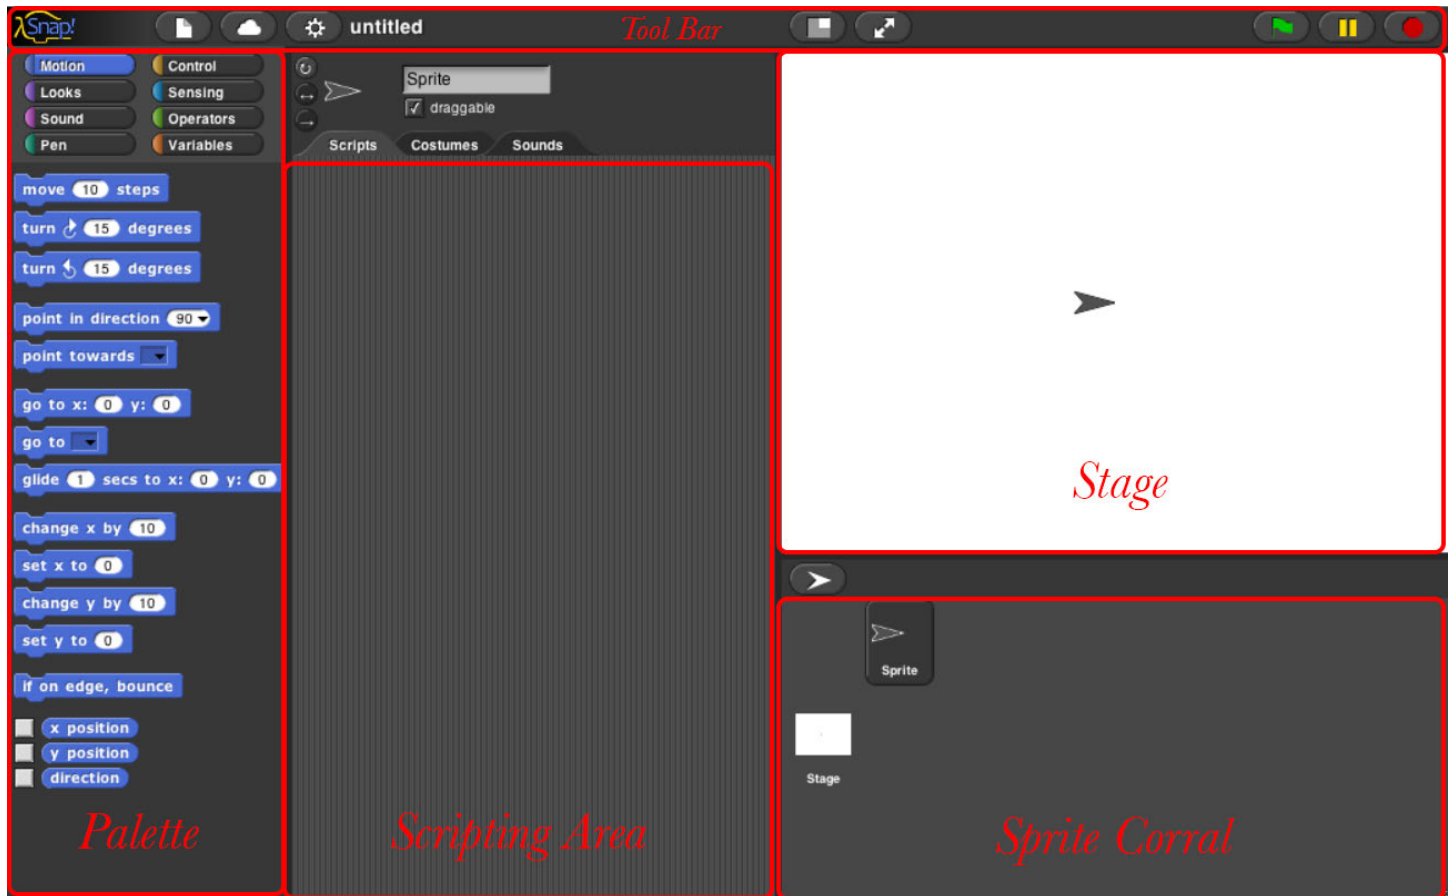 λSnap!
untitled
Tool Bar
Motion Control
Looks Sensing
Sound Operators
Pen Variables
move 10 steps
turn 15 degrees
turn 15 degrees
point in direction 90
point towards
go to x: 0 y: 0
go to
glide 1 secs to x: 0 y: 0
change x by 10
set x to 0
change y by 10
set y to 0
if on edge, bounce
x position
y position
direction
Palette
Sprite
draggable
Scripts Costumes Sounds
Scripting Area
Stage
Sprite
Stage
Sprite Corral